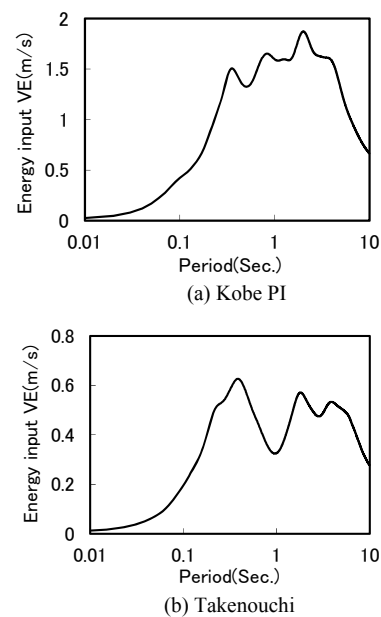 Energy input VE(m/s)
2
1.5
1
0.5
0
0.01 0.1 1 10
Period(Sec.)
(a) Kobe PI
Energy input VE(m/s)
0.8
0.6
0.4
0.2
0
0.01 0.1 1 10
Period(Sec.)
(b) Takenouchi